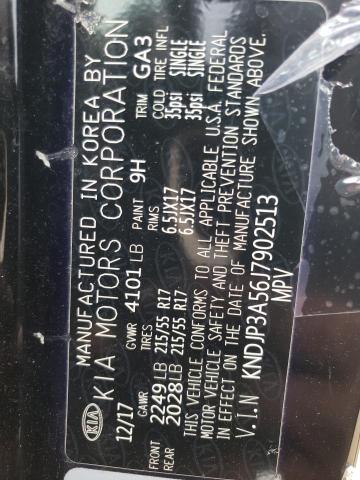 KIA
MANUFACTURED IN KOREA BY
KIA MOTORS CORPORATION
12/17 GVWR 4101 LB PAINT 9H TRIM GA3
GAWR TIRES RIMS COLD TIRE INFL
FRONT 2249 LB 215/55 R17 6.5JX17 35psi SINGLE
REAR 2028 LB 215/55 R17 6.5JX17 35psi SINGLE
THIS VEHICLE CONFORMS TO ALL APPLICABLE U.S.A. FEDERAL
MOTOR VEHICLE SAFETY AND THEFT PREVENTION STANDARDS
IN EFFECT ON THE DATE OF MANUFACTURE SHOWN ABOVE.
V.I.N KNDJP3A56J7902513
MPV